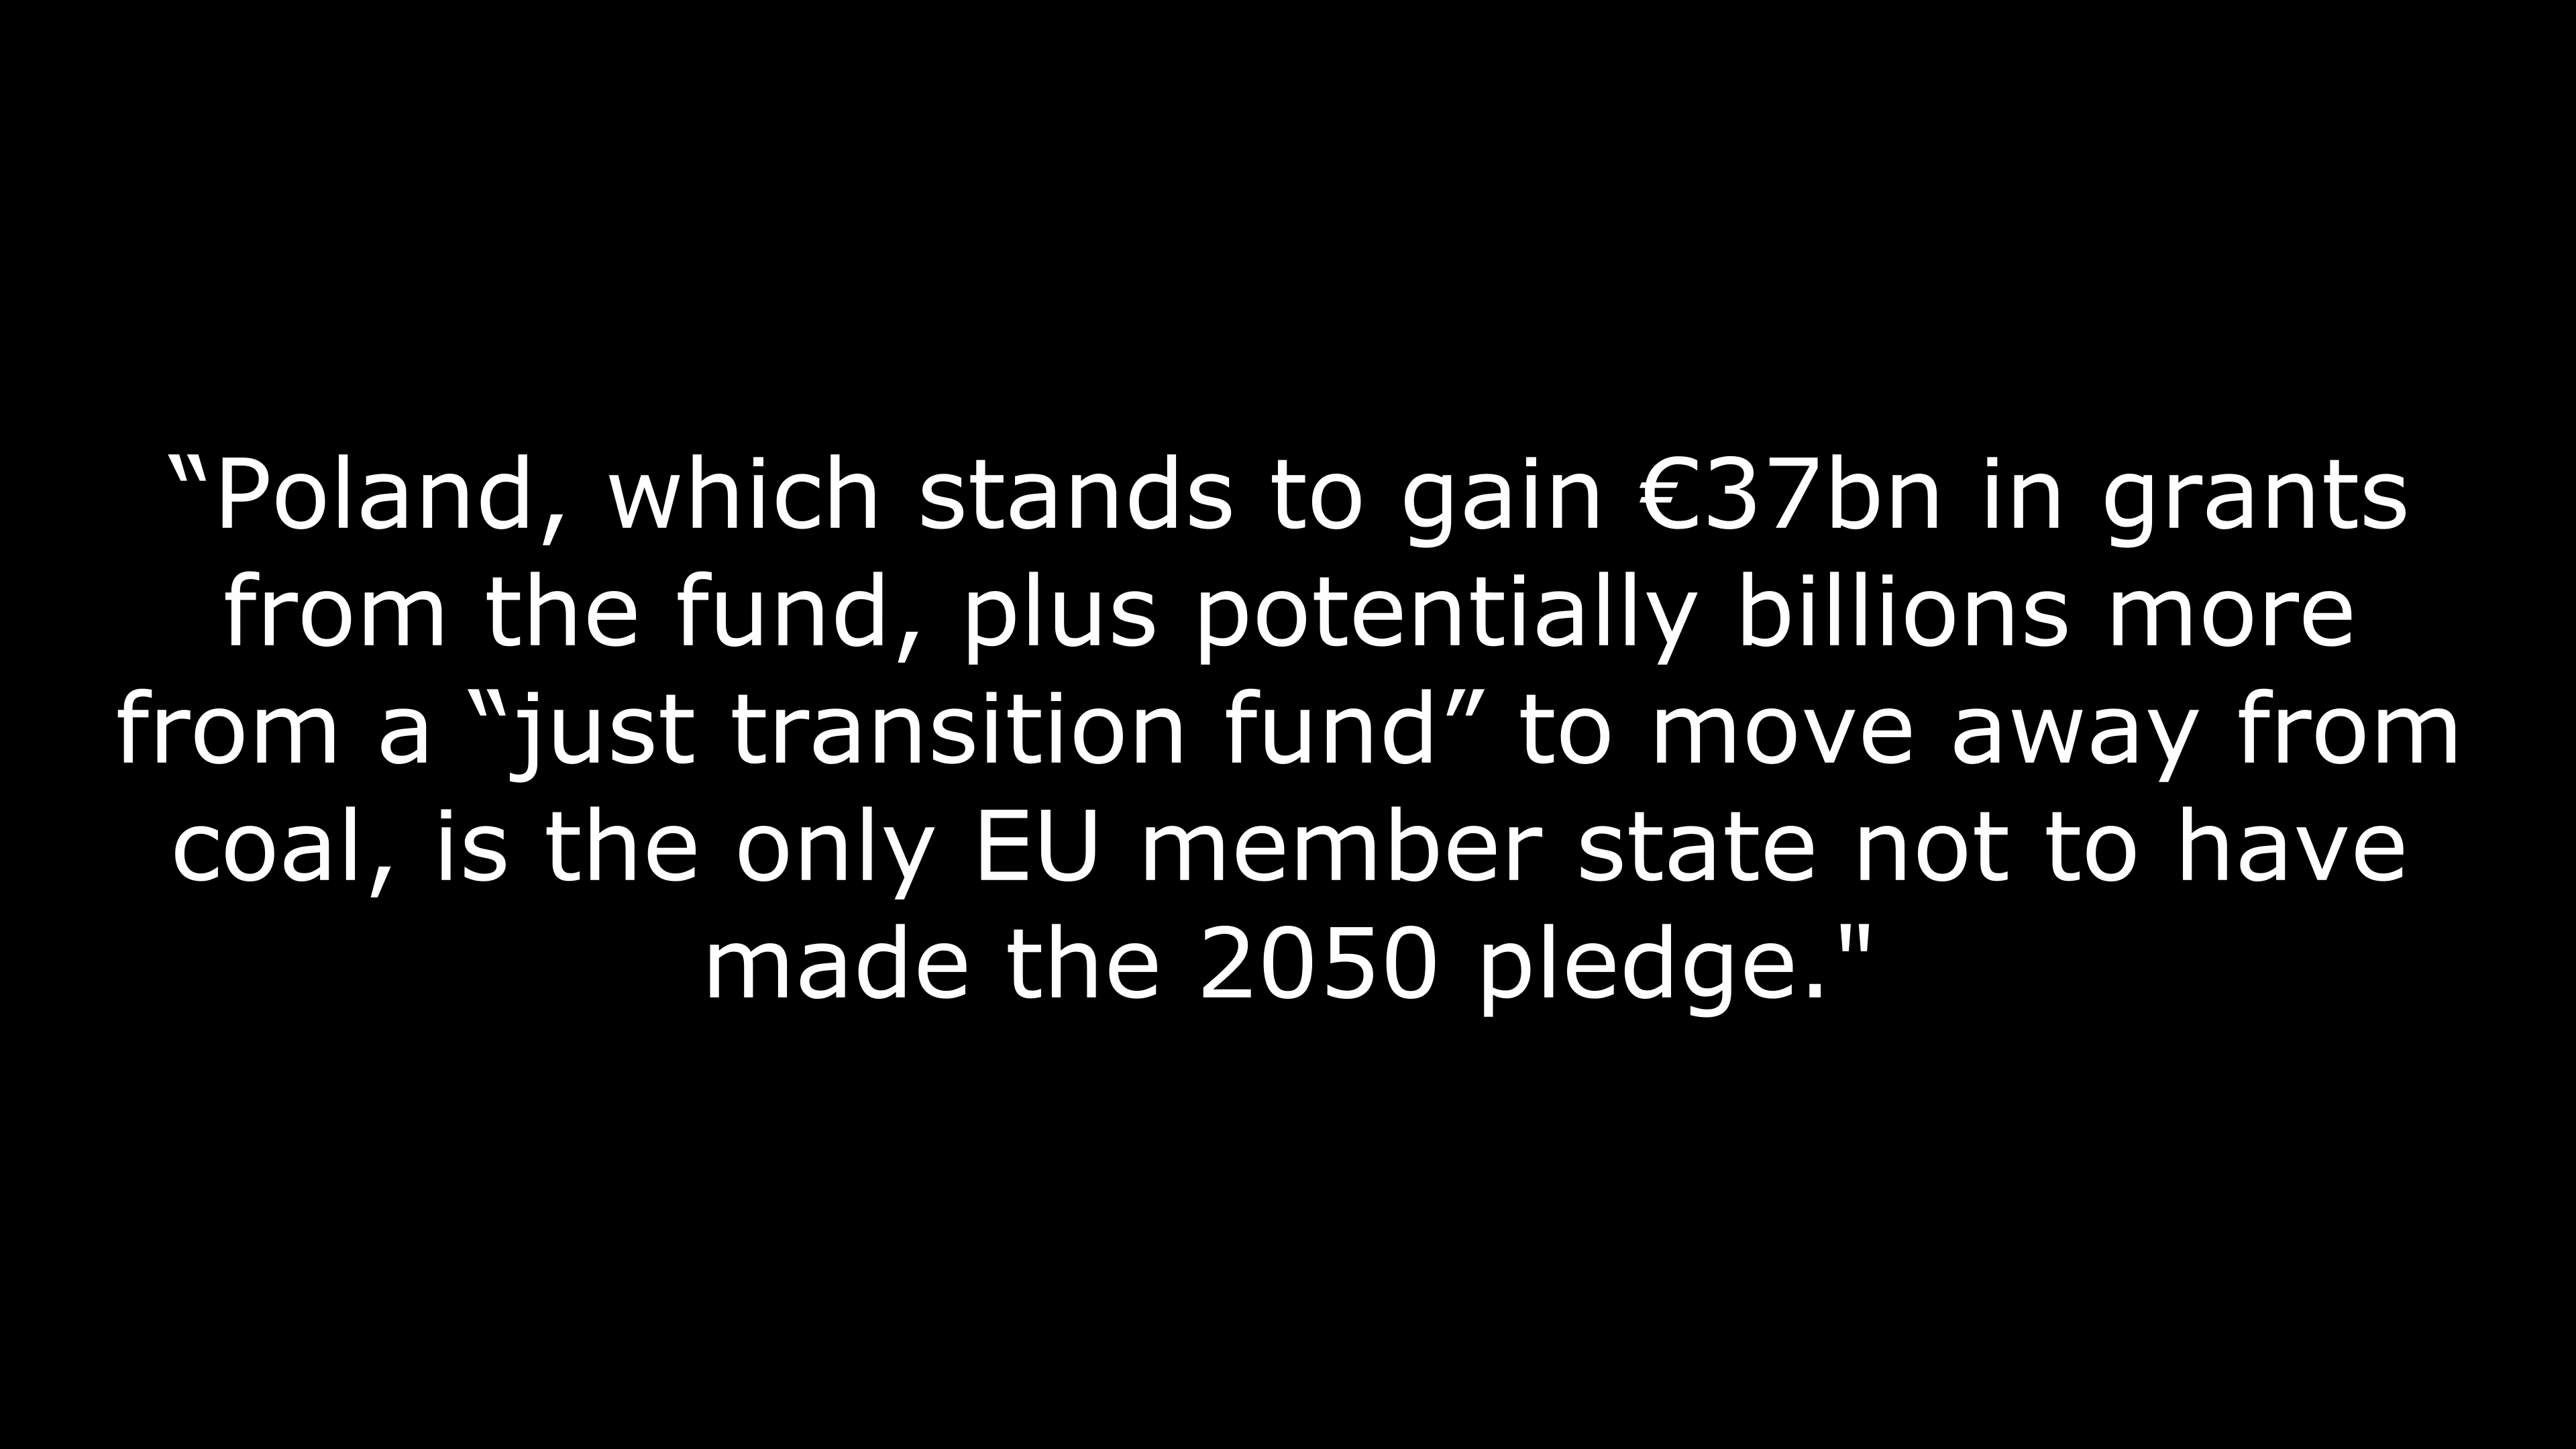 “Poland, which stands to gain €37bn in grants
from the fund, plus potentially billions more
from a “just transition fund” to move away from
coal, is the only EU member state not to have
made the 2050 pledge."